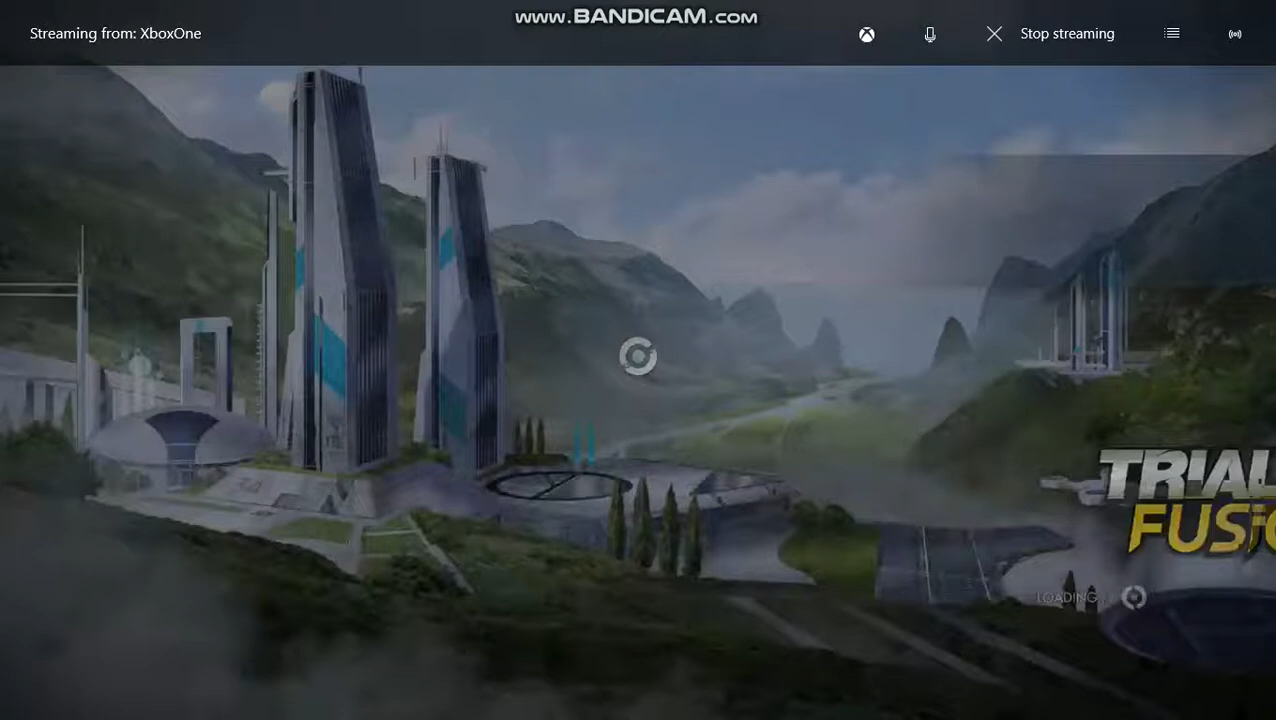 www.BANDICAM.com
Streaming from: XboxOne
Stop streaming
TRIAL
FUSIO
LOADING